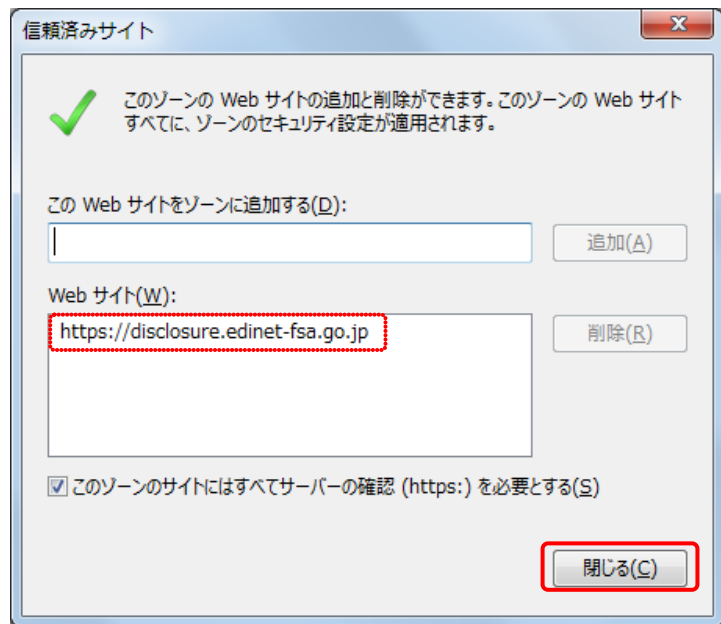 信頼済みサイト
このゾーンの Web サイトの追加と削除ができます。このゾーンの Web サイト
すべてに、ゾーンのセキュリティ設定が適用されます。
この Web サイトをゾーンに追加する(D):
追加(A)
Web サイト(W):
https://disclosure.edinet-fsa.go.jp
削除(R)
このゾーンのサイトにはすべてサーバーの確認 (https:) を必要とする(S)
閉じる(C)